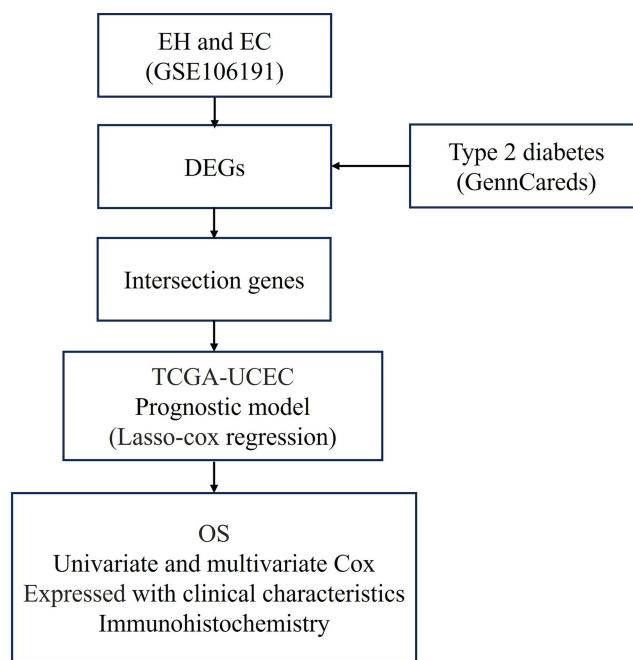 EH and EC
(GSE106191)
DEGs
Type 2 diabetes
(GennCareds)
Intersection genes
TCGA-UCEC
Prognostic model
(Lasso-cox regression)
OS
Univariate and multivariate Cox
Expressed with clinical characteristics
Immunohistochemistry